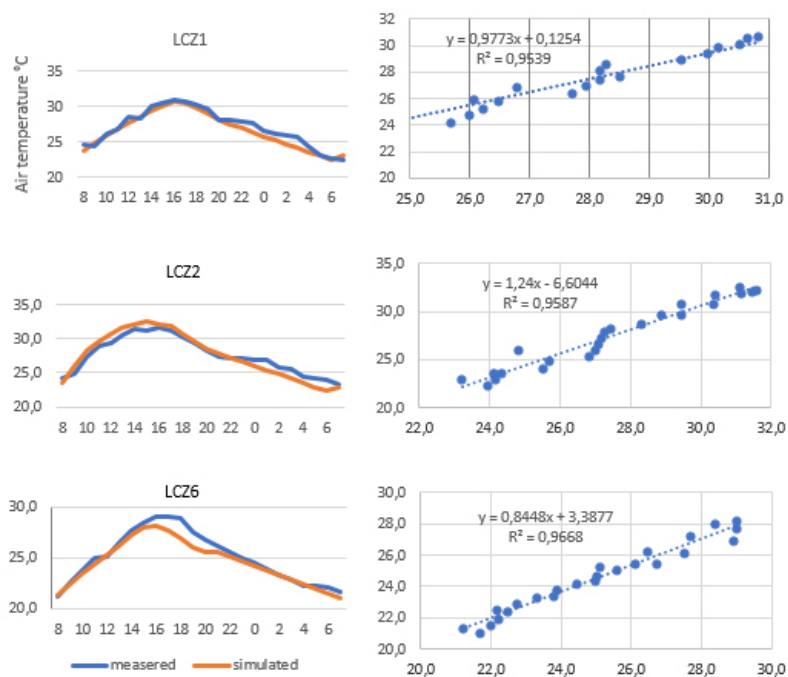 LCZ1
Air temperature °C
35
30
25
20
8 10 12 14 16 18 20 22 0 2 4 6
32
30
28
26
24
22
20
y = 0,9773x + 0,1254
R² = 0,9539
25,0 26,0 27,0 28,0 29,0 30,0 31,0
LCZ2
35,0
30,0
25,0
20,0
8 10 12 14 16 18 20 22 0 2 4 6
35,0
30,0
25,0
20,0
y = 1,24x - 6,6044
R² = 0,9587
22,0 24,0 26,0 28,0 30,0 32,0
LCZ6
30,0
25,0
20,0
8 10 12 14 16 18 20 22 0 2 4 6
measered simulated
30,0
28,0
26,0
24,0
22,0
20,0
y = 0,8448x + 3,3877
R² = 0,9668
20,0 22,0 24,0 26,0 28,0 30,0